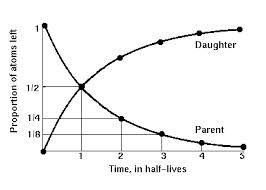 1
Daughter
1/2
1/4
1/8
Parent
1 2 3 4 5
Time, in half-lives
Proportion of atoms left